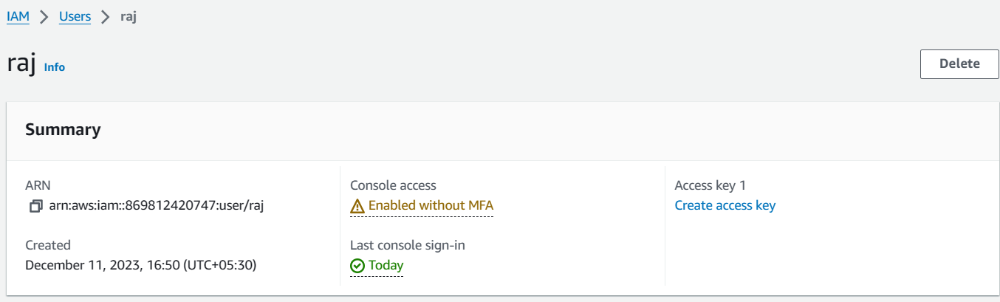 IAM > Users > raj
raj Info
Delete
Summary
ARN
arn:aws:iam::869812420747:user/raj
Created
December 11, 2023, 16:50 (UTC+05:30)
Console access
Enabled without MFA
Last console sign-in
Today
Access key 1
Create access key